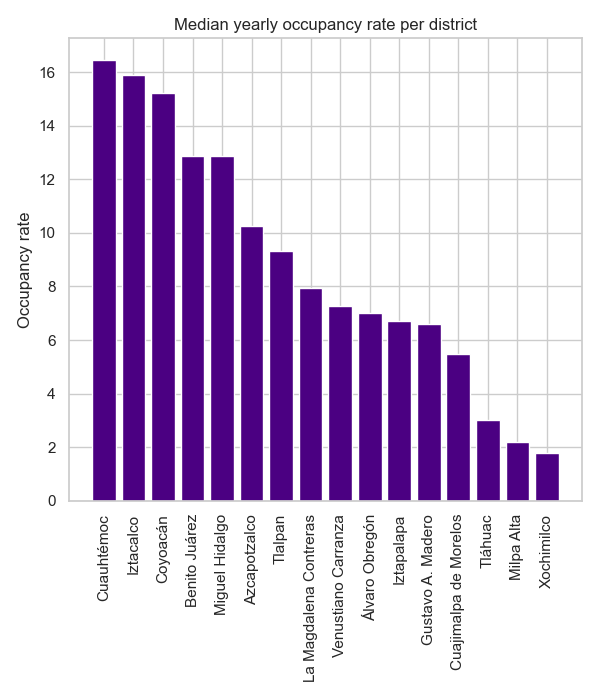 Median yearly occupancy rate per district
Occupancy rate
16
14
12
10
8
6
4
2
0
Cuauhtémoc
Iztacalco
Coyoacán
Benito Juárez
Miguel Hidalgo
Azcapotzalco
Tlalpan
La Magdalena Contreras
Venustiano Carranza
Álvaro Obregón
Iztapalapa
Gustavo A. Madero
Cuajimalpa de Morelos
Tláhuac
Milpa Alta
Xochimilco